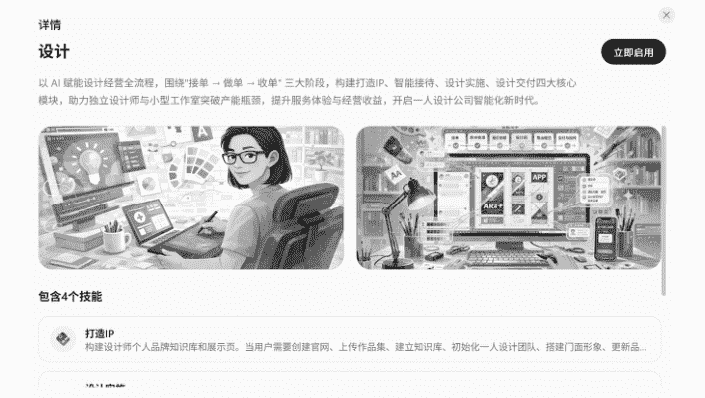 详情
设计
立即启用
以 AI 赋能设计经营全流程，围绕"接单 → 做单 → 收单" 三大阶段，构建打造IP、智能接待、设计实施、设计交付四大核心
模块，助力独立设计师与小型工作室突破产能瓶颈，提升服务体验与经营收益，开启一人设计公司智能化新时代。
A
AA
APP
包含4个技能
打造IP
构建设计师个人品牌知识库和展示页。当用户需要创建官网、上传作品集、建立知识库、初始化一人设计团队、搭建门面形象、更新品...
设计实施